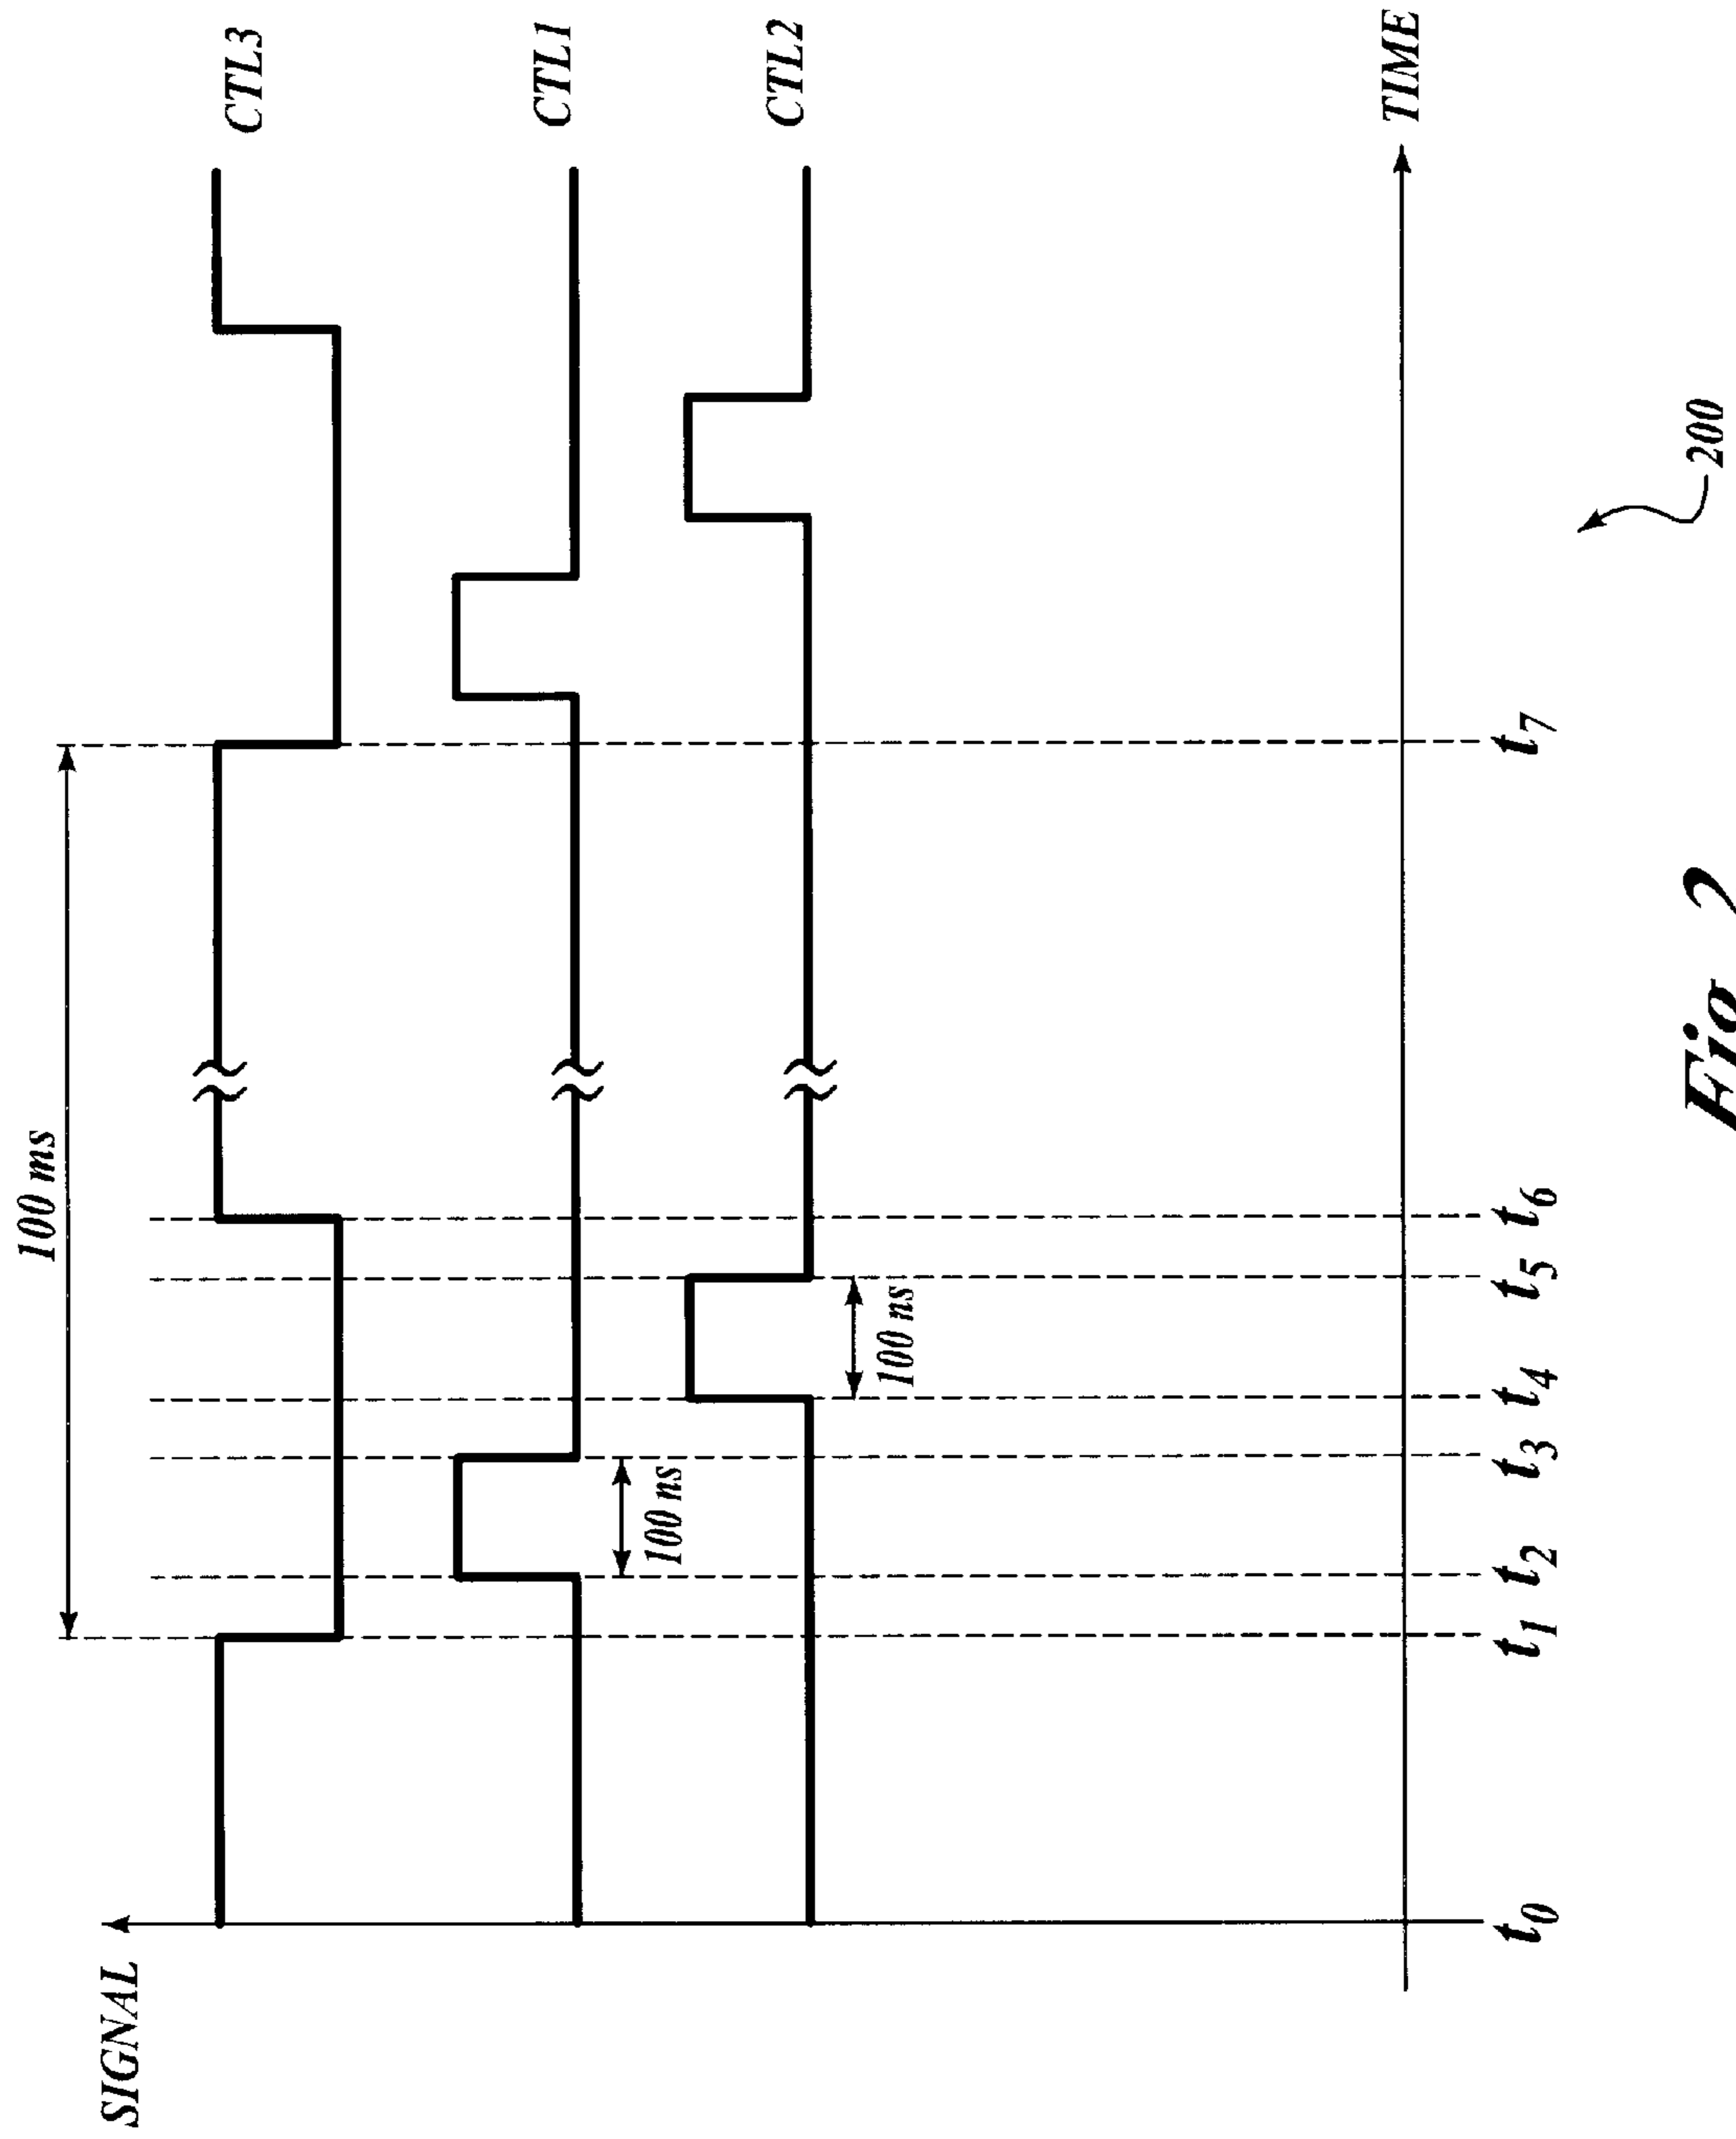 SIGNAL
100 ms
CTL3
CTL1
100 ns
CTL2
100 ns
TIME
t0 t1 t2 t3 t4 t5 t6 t7
200
Fig. 2